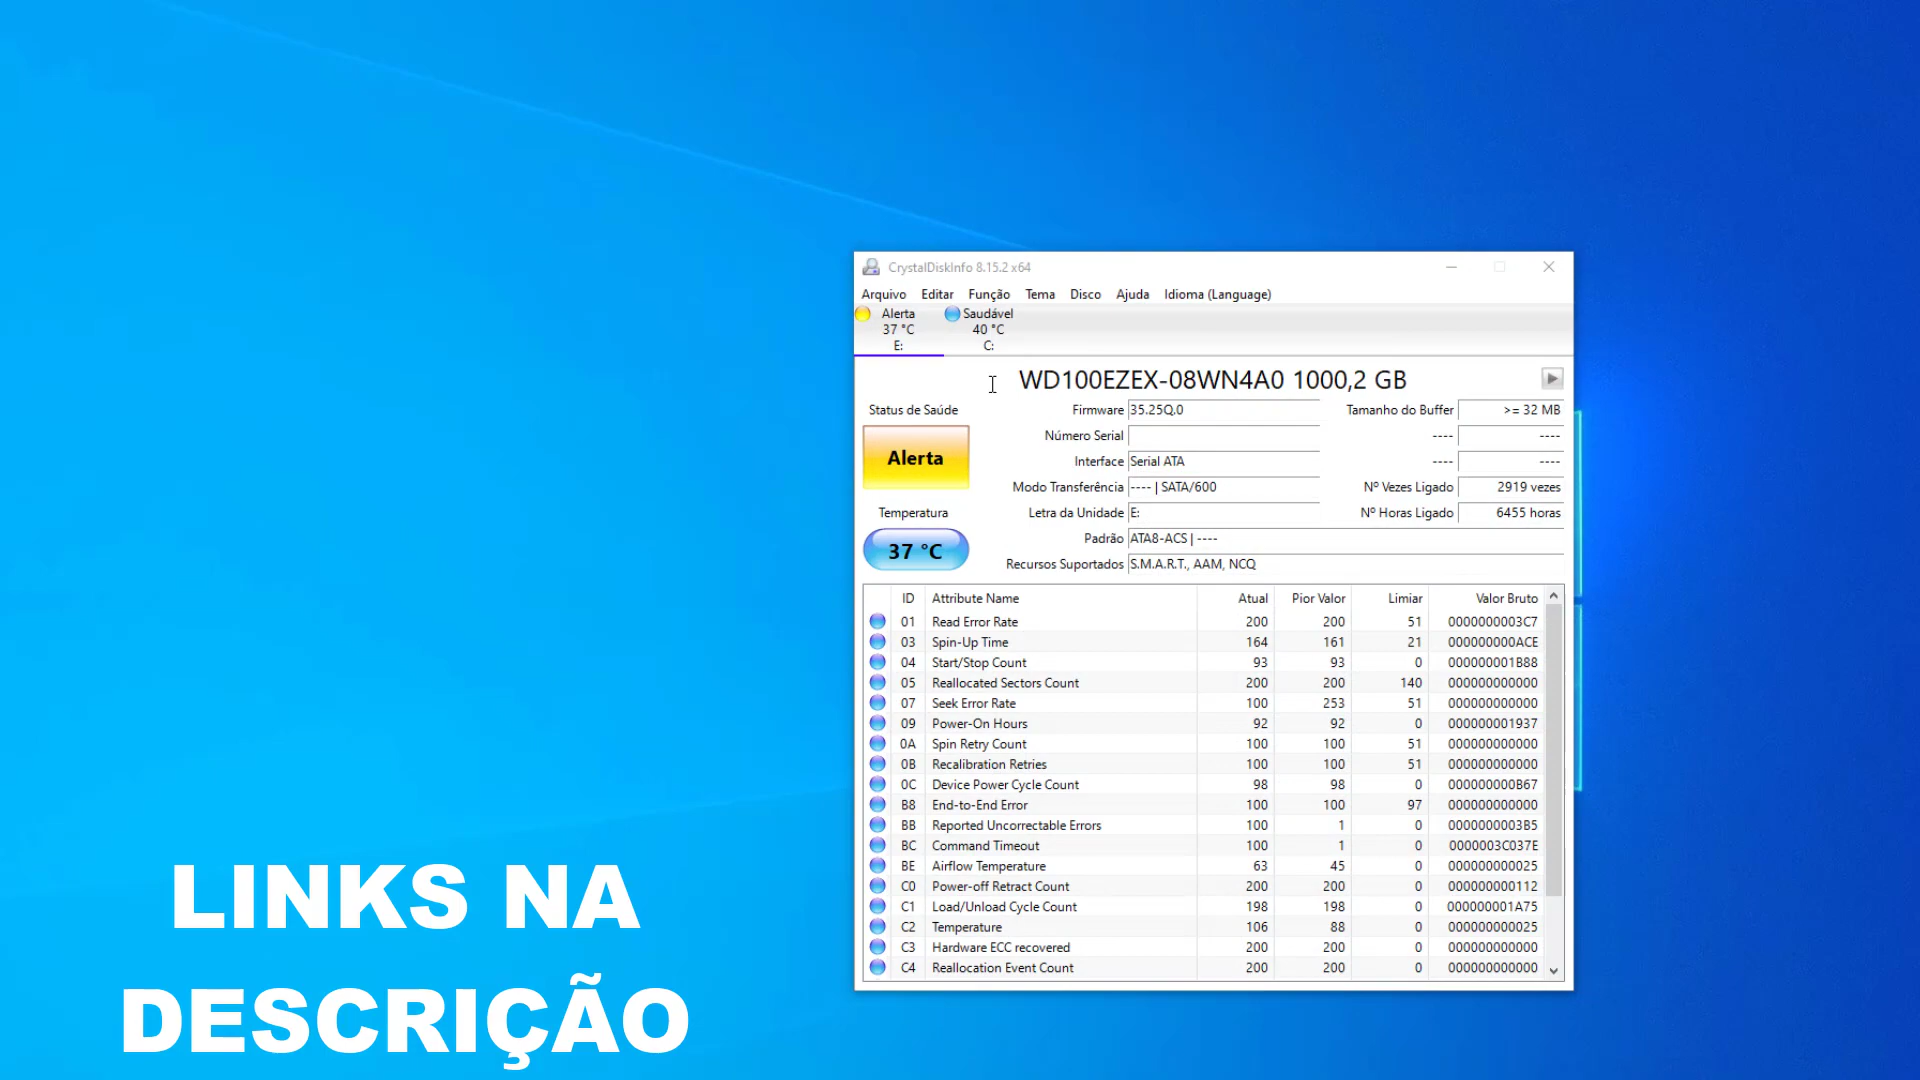 CrystalDiskInfo 8.15.2 x64
Arquivo Editar Função Tema Disco Ajuda Idioma (Language)
Alerta Saudável
37 °C 40 °C
E: C:
WD100EZEX-08WN4A0 1000,2 GB
Status de Saúde Firmware 35.25Q.0 Tamanho do Buffer >= 32 MB
Número Serial ---- ----
Alerta Interface Serial ATA ---- ----
Modo Transferência ---- | SATA/600 Nº Vezes Ligado 2919 vezes
Temperatura Letra da Unidade E: Nº Horas Ligado 6455 horas
Padrão ATA8-ACS | ----
37 °C Recursos Suportados S.M.A.R.T., AAM, NCQ
ID Attribute Name Atual Pior Valor Limiar Valor Bruto
01 Read Error Rate 200 200 51 0000000003C7
03 Spin-Up Time 164 161 21 000000000ACE
04 Start/Stop Count 93 93 0 000000001B88
05 Reallocated Sectors Count 200 200 140 000000000000
07 Seek Error Rate 100 253 51 000000000000
09 Power-On Hours 92 92 0 000000001937
0A Spin Retry Count 100 100 51 000000000000
0B Recalibration Retries 100 100 51 000000000000
0C Device Power Cycle Count 98 98 0 000000000B67
B8 End-to-End Error 100 100 97 000000000000
BB Reported Uncorrectable Errors 100 1 0 0000000003B5
BC Command Timeout 100 1 0 0000003C037E
BE Airflow Temperature 63 45 0 000000000025
C0 Power-off Retract Count 200 200 0 000000000112
C1 Load/Unload Cycle Count 198 198 0 000000001A75
C2 Temperature 106 88 0 000000000025
C3 Hardware ECC recovered 200 200 0 000000000000
C4 Reallocation Event Count 200 200 0 000000000000
LINKS NA
DESCRIÇÃO